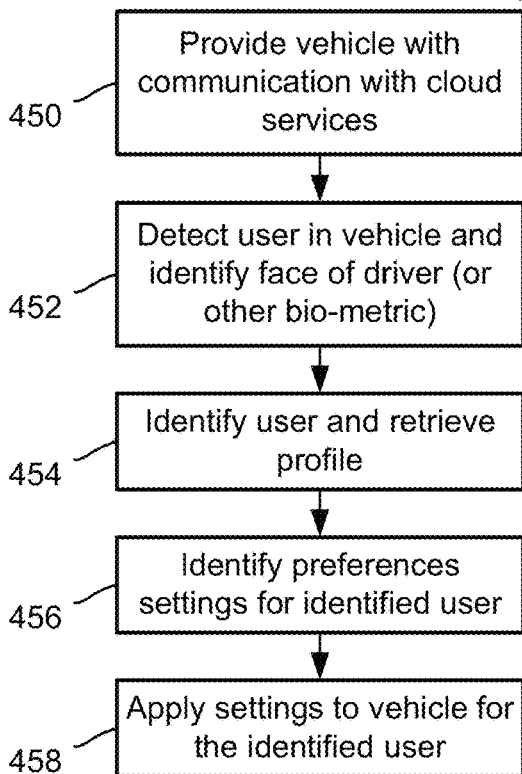 Provide vehicle with
communication with cloud
services
450
Detect user in vehicle and
identify face of driver (or
other bio-metric)
452
Identify user and retrieve
profile
454
Identify preferences
settings for identified user
456
Apply settings to vehicle for
the identified user
458